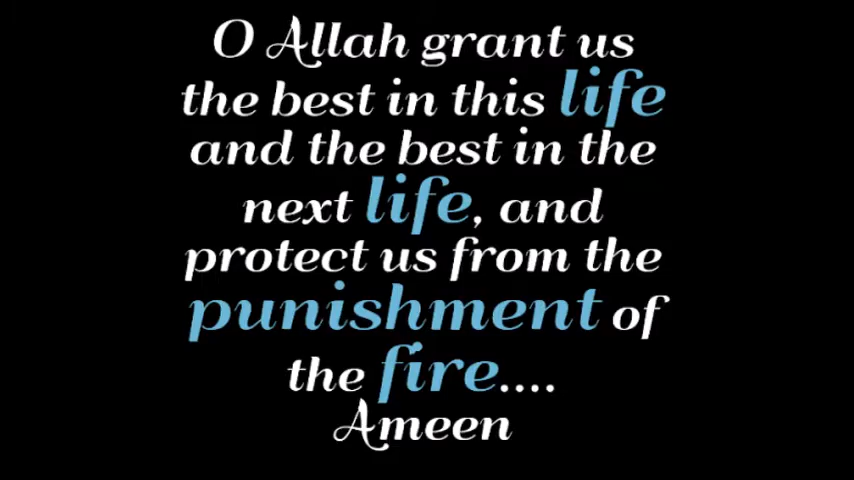 O Allah grant us
the best in this life
and the best in the
next life, and
protect us from the
punishment of
the fire....
Ameen